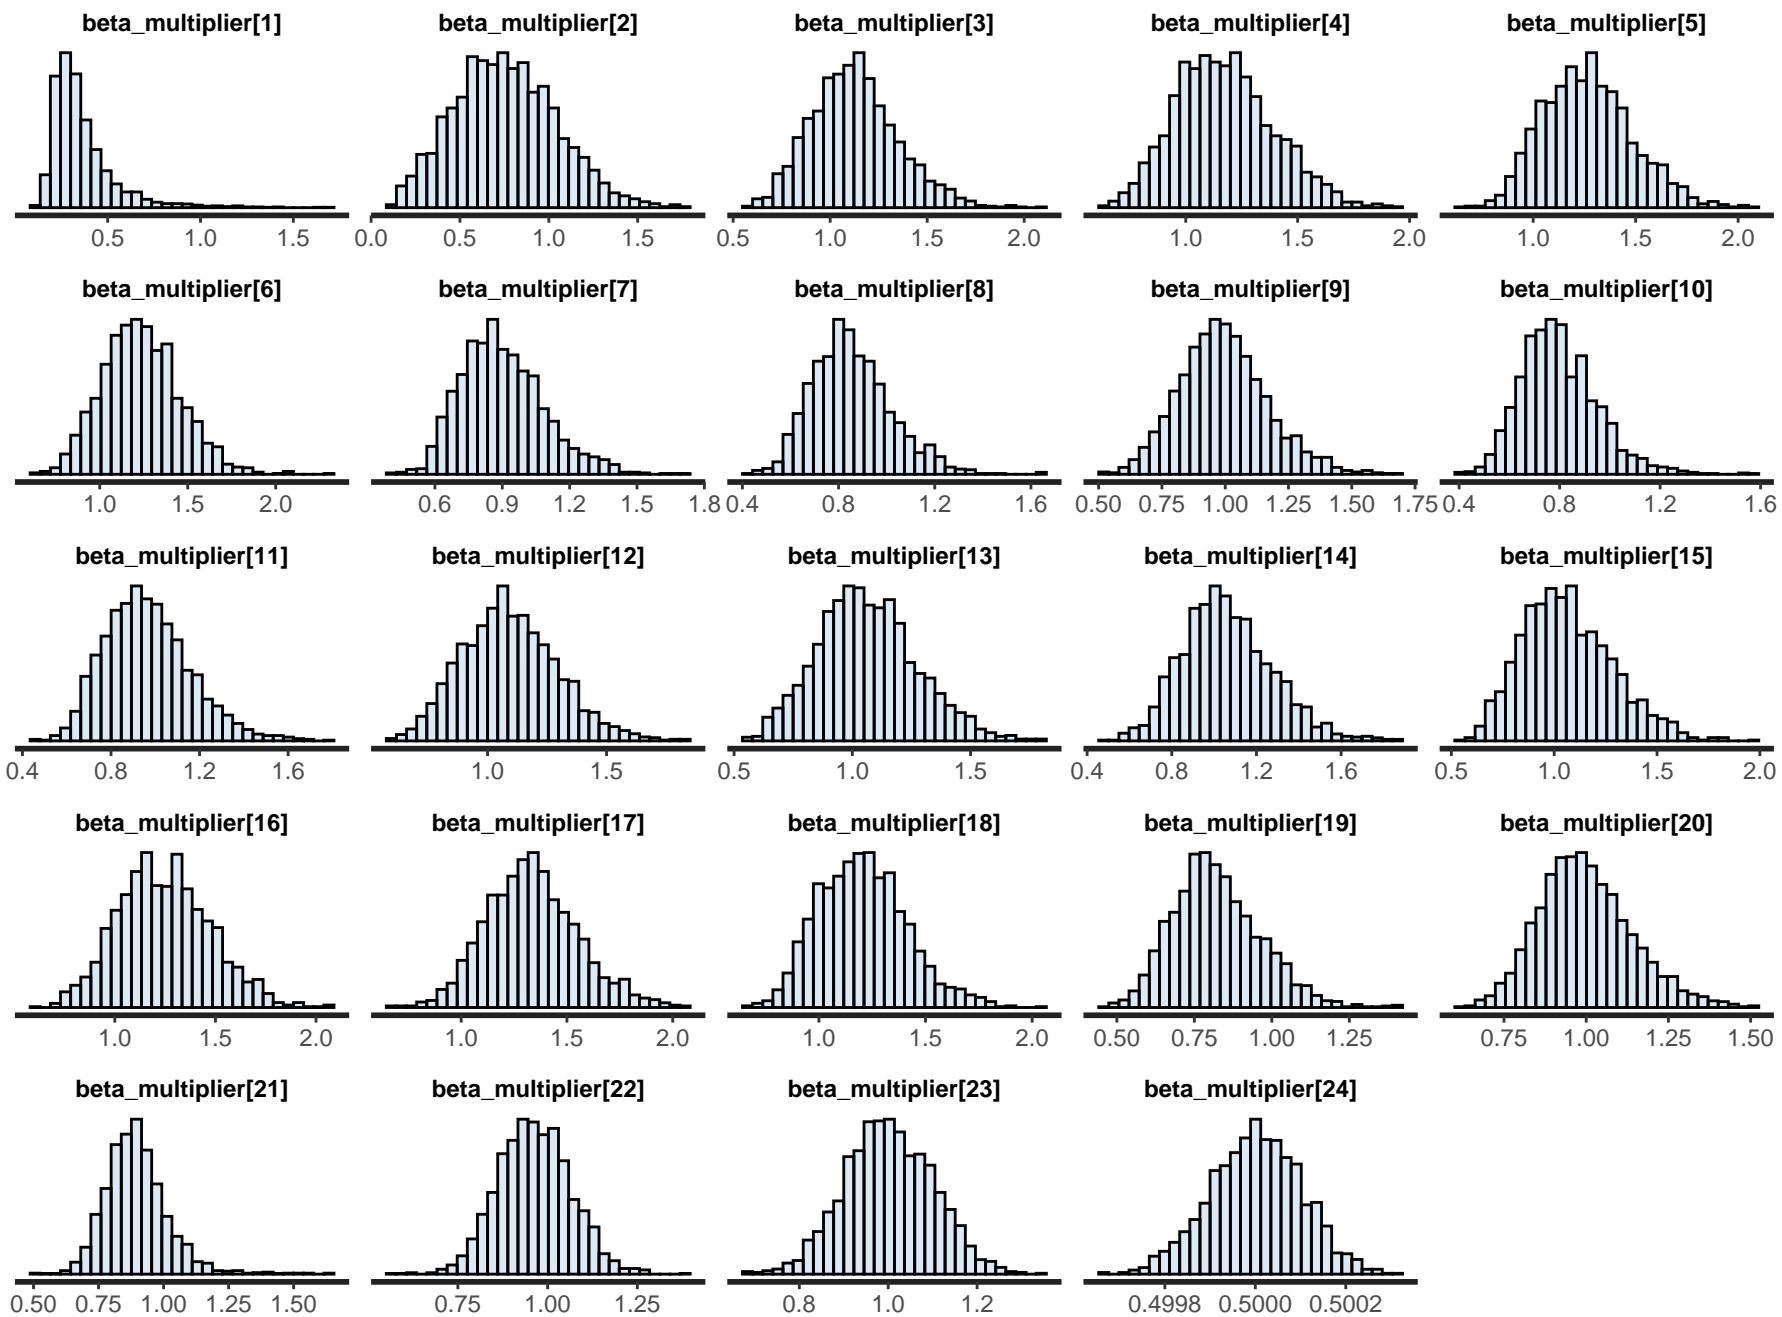 beta_multiplier[1] beta_multiplier[2] beta_multiplier[3] beta_multiplier[4] beta_multiplier[5]
0.5 1.0 1.5 0.0 0.5 1.0 1.5 0.5 1.0 1.5 2.0 1.0 1.5 2.0 1.0 1.5 2.0
beta_multiplier[6] beta_multiplier[7] beta_multiplier[8] beta_multiplier[9] beta_multiplier[10]
1.0 1.5 2.0 0.6 0.9 1.2 1.5 1.8 0.4 0.8 1.2 1.6 0.50 0.75 1.00 1.25 1.50 1.75 0.4 0.8 1.2 1.6
beta_multiplier[11] beta_multiplier[12] beta_multiplier[13] beta_multiplier[14] beta_multiplier[15]
0.4 0.8 1.2 1.6 1.0 1.5 0.5 1.0 1.5 0.4 0.8 1.2 1.6 0.5 1.0 1.5 2.0
beta_multiplier[16] beta_multiplier[17] beta_multiplier[18] beta_multiplier[19] beta_multiplier[20]
1.0 1.5 2.0 1.0 1.5 2.0 1.0 1.5 2.0 0.50 0.75 1.00 1.25 0.75 1.00 1.25 1.50
beta_multiplier[21] beta_multiplier[22] beta_multiplier[23] beta_multiplier[24]
0.50 0.75 1.00 1.25 1.50 0.75 1.00 1.25 0.8 1.0 1.2 0.4998 0.5000 0.5002